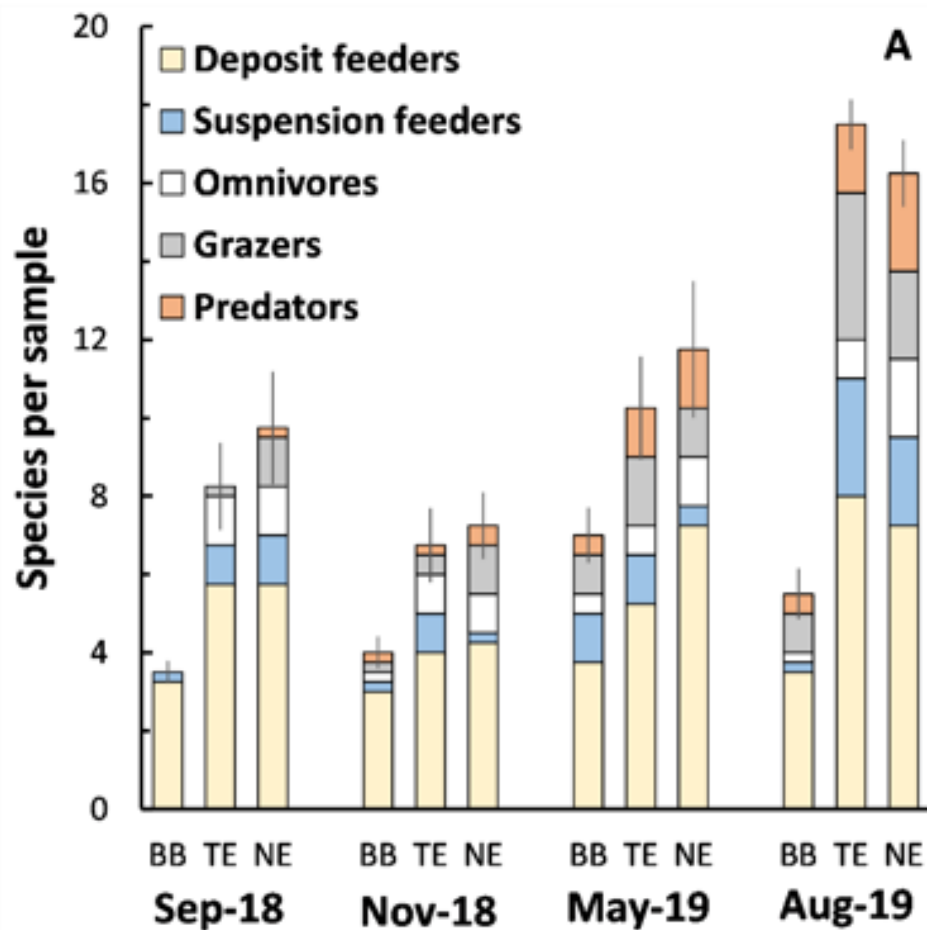 A
Deposit feeders
Suspension feeders
Omnivores
Grazers
Predators
Species per sample
20
16
12
8
4
0
BB TE NE BB TE NE BB TE NE BB TE NE
Sep-18 Nov-18 May-19 Aug-19